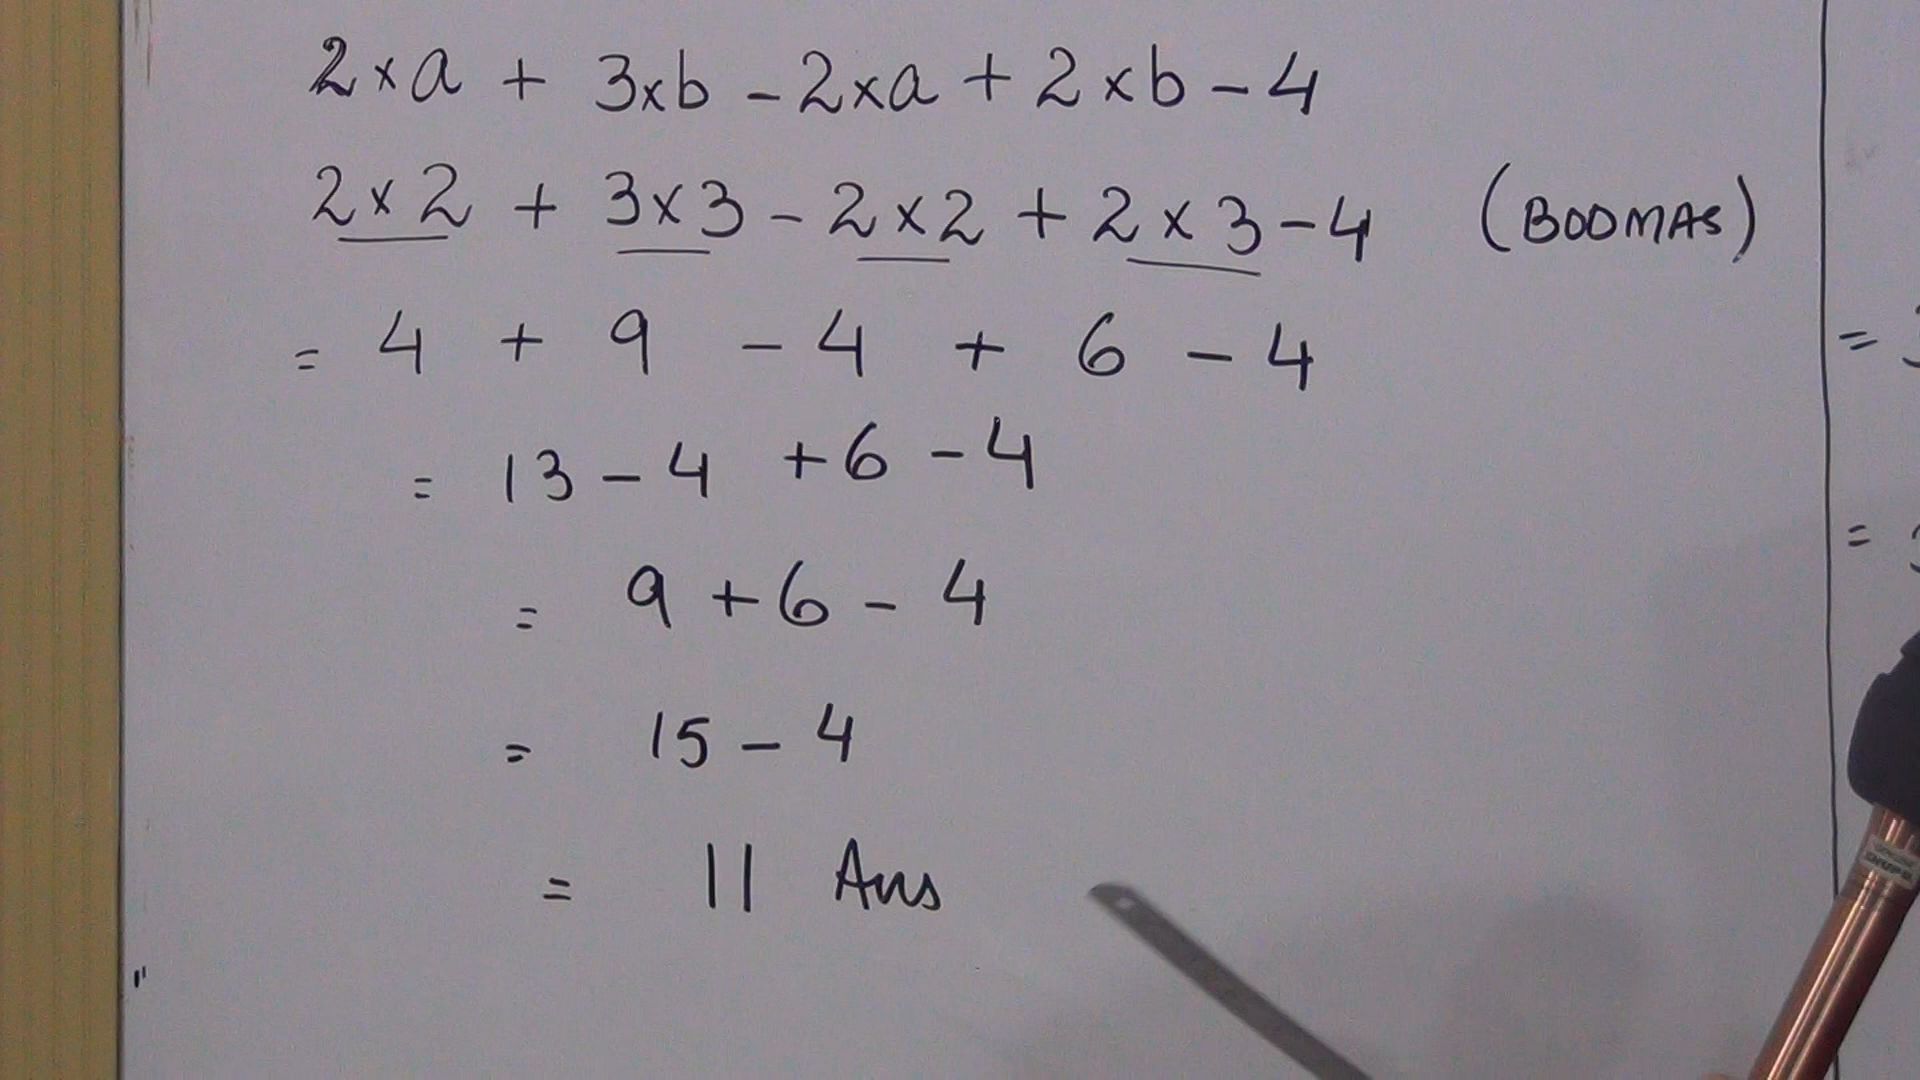 2×a + 3×b - 2×a + 2×b - 4
2×2 + 3×3 - 2×2 + 2×3 - 4 (BODMAS)
= 4 + 9 - 4 + 6 - 4
= 13 - 4 + 6 - 4
= 9 + 6 - 4
= 15 - 4
= 11 Ans
=
=